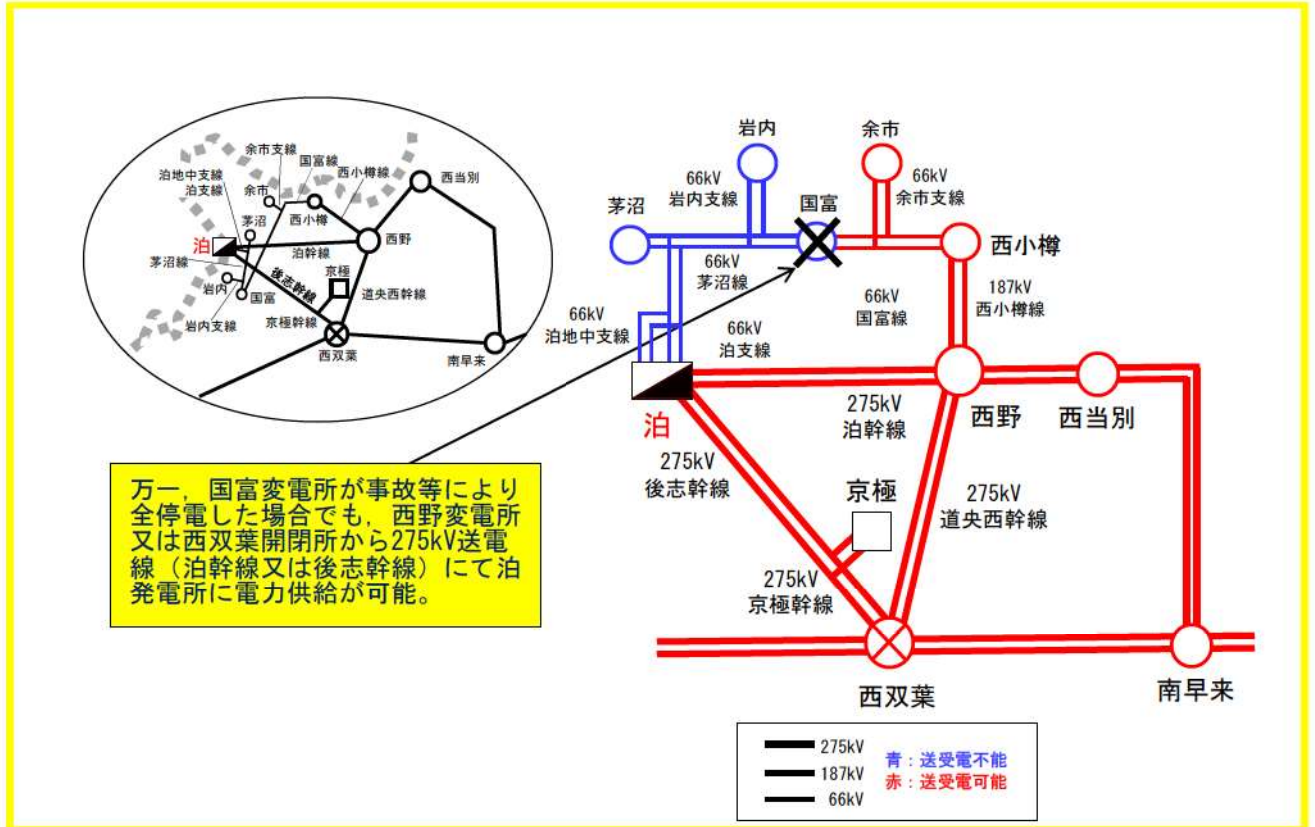 余市支線
国富線
泊地中支線
泊支線
余市
西小樽線
西当別
茅沼
西小樽
西野
泊
泊幹線
茅沼線
後志幹線
京極
岩内
国富
道央西幹線
岩内支線
京極幹線
西双葉
南早来
岩内
余市
66kV
岩内支線
66kV
余市支線
茅沼
国富
西小樽
66kV
茅沼線
66kV
国富線
187kV
西小樽線
66kV
泊地中支線
66kV
泊支線
泊
275kV
泊幹線
西野
西当別
275kV
後志幹線
京極
275kV
道央西幹線
275kV
京極幹線
西双葉
南早来
万一，国富変電所が事故等により
全停電した場合でも，西野変電所
又は西双葉開閉所から275kV送電
線（泊幹線又は後志幹線）にて泊
発電所に電力供給が可能。
275kV
187kV
66kV
青：送受電不能
赤：送受電可能